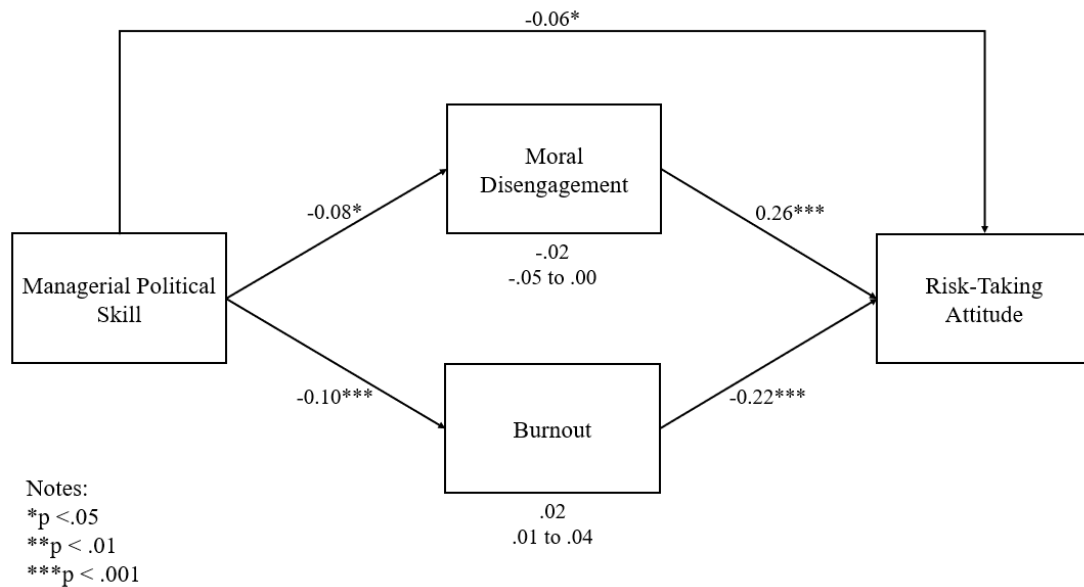 -0.06*
Moral
Disengagement
-0.08*
0.26***
-.02
-.05 to .00
Managerial Political
Skill
Risk-Taking
Attitude
-0.10***
-0.22***
Burnout
.02
.01 to .04
Notes:
*p <.05
**p < .01
***p < .001